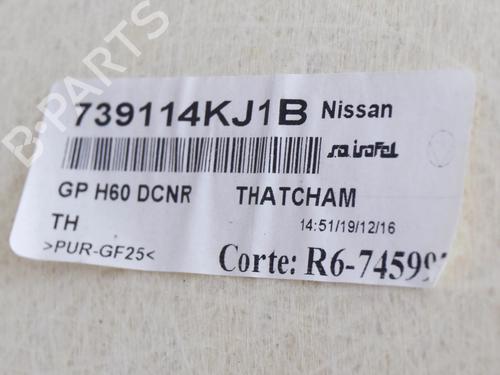 B-PARTS
739114KJ1B Nissan
GP H60 DCNR THATCHAM
TH 14:51/19/12/16
>PUR-GF25< Corte: R6-74599